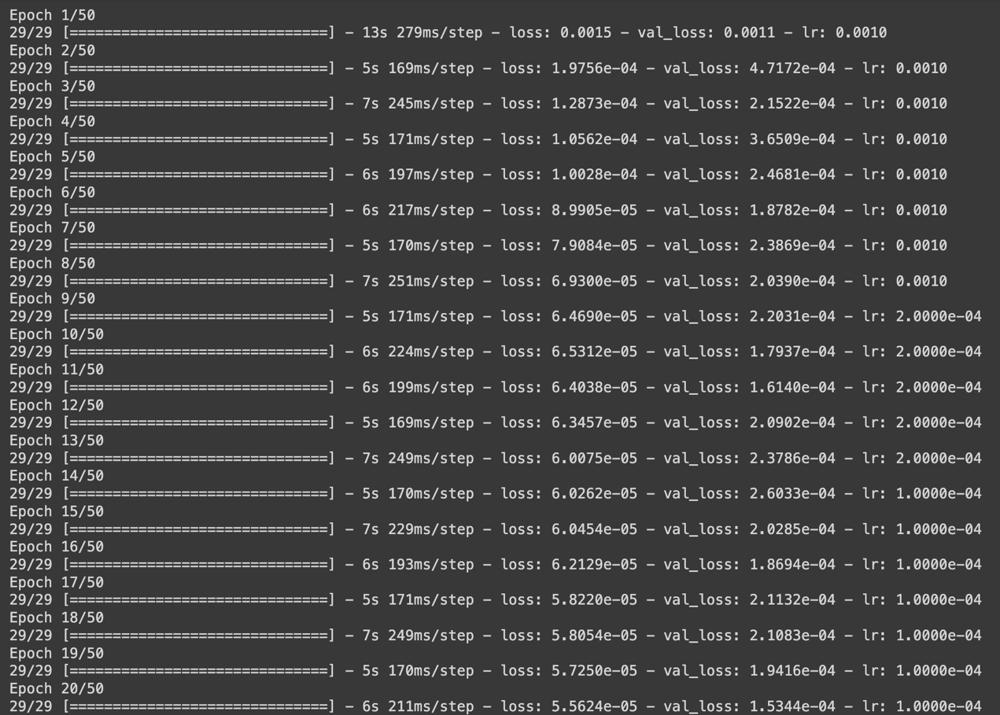 Epoch 1/50
29/29 [==============================] - 13s 279ms/step - loss: 0.0015 - val_loss: 0.0011 - lr: 0.0010
Epoch 2/50
29/29 [==============================] - 5s 169ms/step - loss: 1.9756e-04 - val_loss: 4.7172e-04 - lr: 0.0010
Epoch 3/50
29/29 [==============================] - 7s 245ms/step - loss: 1.2873e-04 - val_loss: 2.1522e-04 - lr: 0.0010
Epoch 4/50
29/29 [==============================] - 5s 171ms/step - loss: 1.0562e-04 - val_loss: 3.6509e-04 - lr: 0.0010
Epoch 5/50
29/29 [==============================] - 6s 197ms/step - loss: 1.0028e-04 - val_loss: 2.4681e-04 - lr: 0.0010
Epoch 6/50
29/29 [==============================] - 6s 217ms/step - loss: 8.9905e-05 - val_loss: 1.8782e-04 - lr: 0.0010
Epoch 7/50
29/29 [==============================] - 5s 170ms/step - loss: 7.9084e-05 - val_loss: 2.3869e-04 - lr: 0.0010
Epoch 8/50
29/29 [==============================] - 7s 251ms/step - loss: 6.9300e-05 - val_loss: 2.0390e-04 - lr: 0.0010
Epoch 9/50
29/29 [==============================] - 5s 171ms/step - loss: 6.4690e-05 - val_loss: 2.2031e-04 - lr: 2.0000e-04
Epoch 10/50
29/29 [==============================] - 6s 224ms/step - loss: 6.5312e-05 - val_loss: 1.7937e-04 - lr: 2.0000e-04
Epoch 11/50
29/29 [==============================] - 6s 199ms/step - loss: 6.4038e-05 - val_loss: 1.6140e-04 - lr: 2.0000e-04
Epoch 12/50
29/29 [==============================] - 5s 169ms/step - loss: 6.3457e-05 - val_loss: 2.0902e-04 - lr: 2.0000e-04
Epoch 13/50
29/29 [==============================] - 7s 249ms/step - loss: 6.0075e-05 - val_loss: 2.3786e-04 - lr: 2.0000e-04
Epoch 14/50
29/29 [==============================] - 5s 170ms/step - loss: 6.0262e-05 - val_loss: 2.6033e-04 - lr: 1.0000e-04
Epoch 15/50
29/29 [==============================] - 7s 229ms/step - loss: 6.0454e-05 - val_loss: 2.0285e-04 - lr: 1.0000e-04
Epoch 16/50
29/29 [==============================] - 6s 193ms/step - loss: 6.2129e-05 - val_loss: 1.8694e-04 - lr: 1.0000e-04
Epoch 17/50
29/29 [==============================] - 5s 171ms/step - loss: 5.8220e-05 - val_loss: 2.1132e-04 - lr: 1.0000e-04
Epoch 18/50
29/29 [==============================] - 7s 249ms/step - loss: 5.8054e-05 - val_loss: 2.1083e-04 - lr: 1.0000e-04
Epoch 19/50
29/29 [==============================] - 5s 170ms/step - loss: 5.7250e-05 - val_loss: 1.9416e-04 - lr: 1.0000e-04
Epoch 20/50
29/29 [==============================] - 6s 211ms/step - loss: 5.5624e-05 - val_loss: 1.5344e-04 - lr: 1.0000e-04